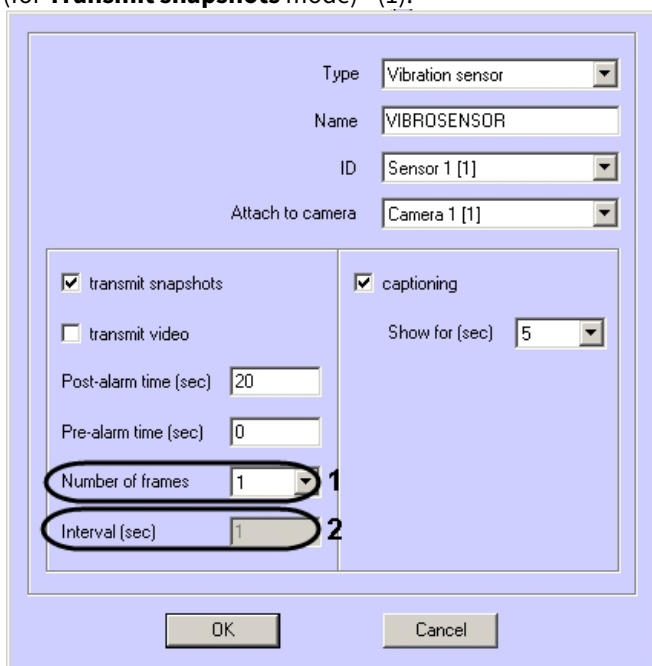 (for Transmit snapshots mode) (1).
Type Vibration sensor
Name VIBROSENSOR
ID Sensor 1 [1]
Attach to camera Camera 1 [1]
transmit snapshots
captioning
transmit video
Show for (sec) 5
Post-alarm time (sec) 20
Pre-alarm time (sec) 0
Number of frames 1 1
Interval (sec) 1 2
OK Cancel